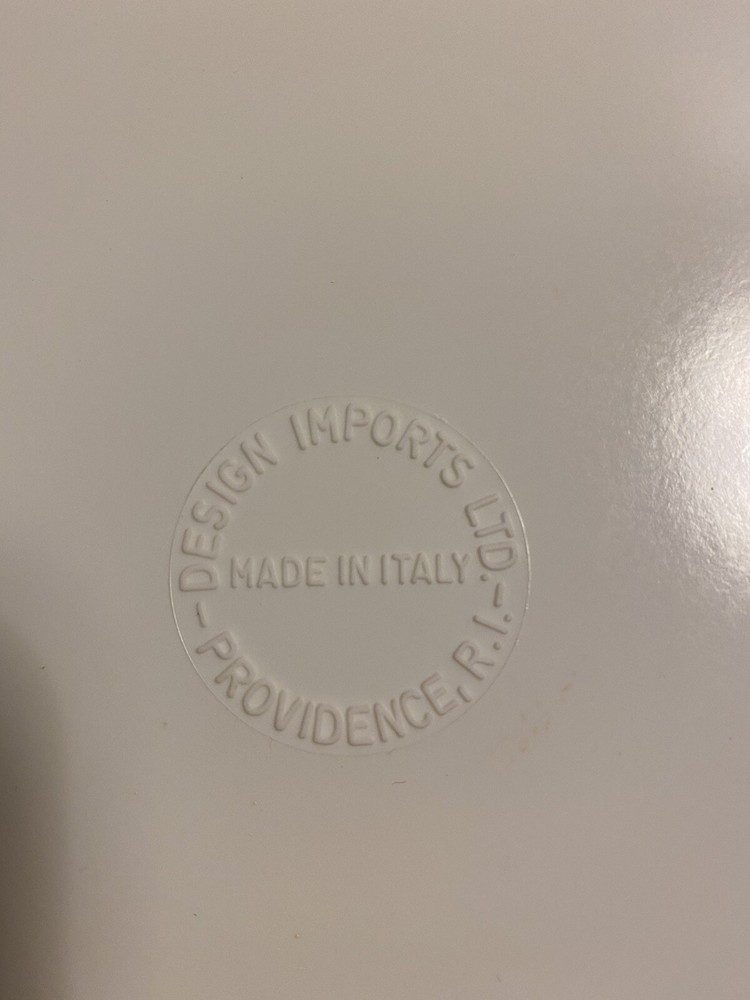 DESIGN IMPORTS LTD.
MADE IN ITALY
- PROVIDENCE, R.I. -